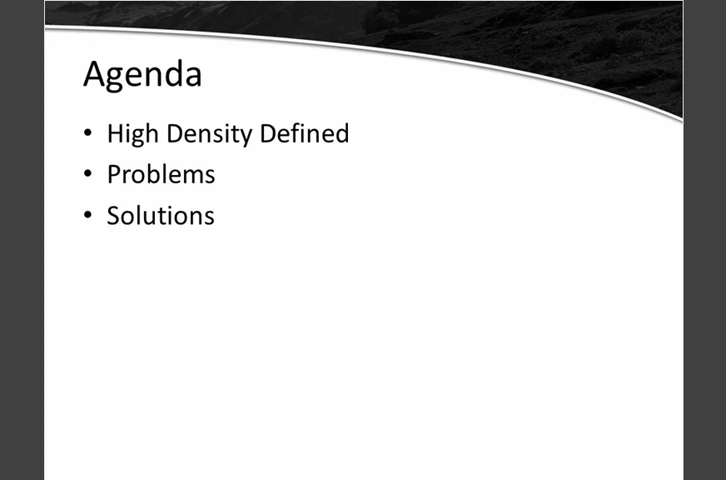 Agenda
• High Density Defined
• Problems
• Solutions